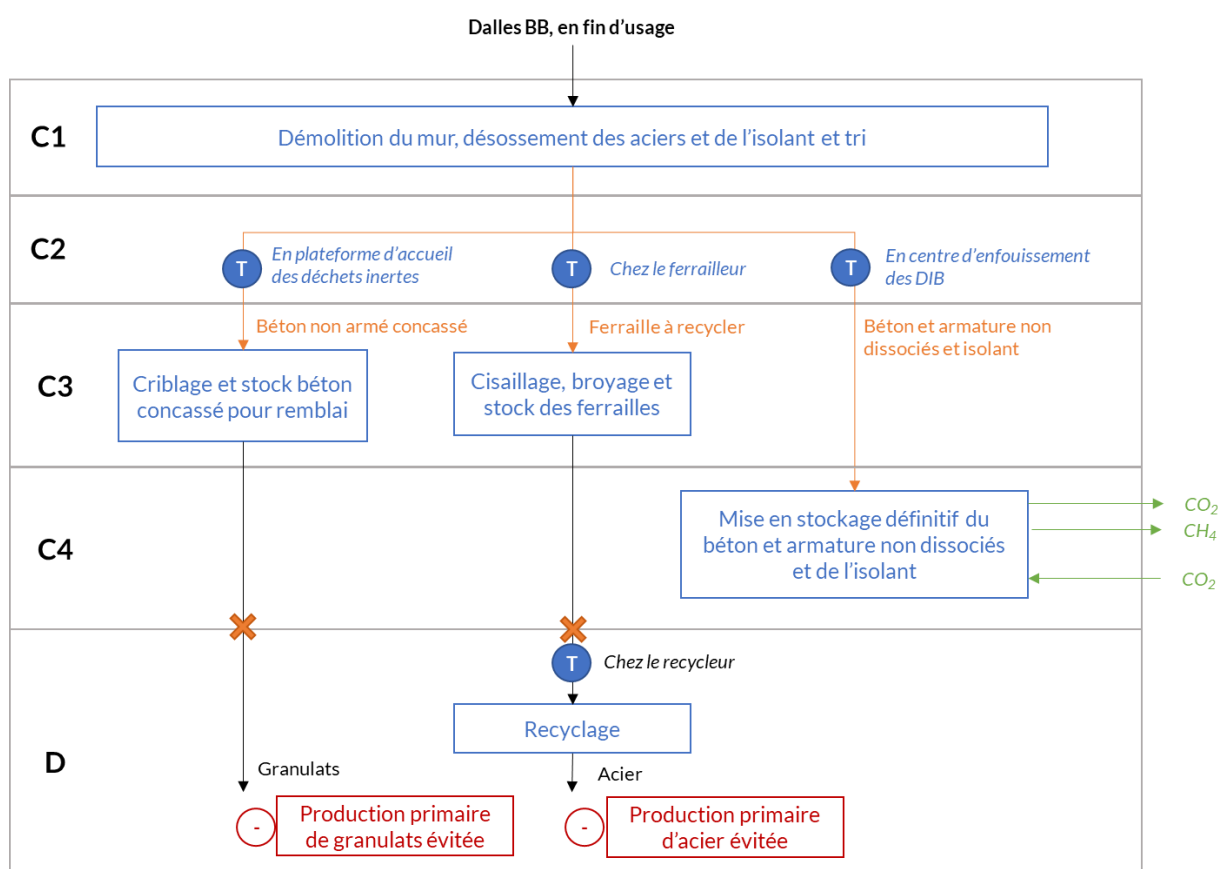 Dalles BB, en fin d’usage
C1
Démolition du mur, désossement des aciers et de l’isolant et tri
C2
T
En plateforme d’accueil
des déchets inertes
T
Chez le ferrailleur
T
En centre d’enfouissement
des DIB
Béton non armé concassé
Ferraille à recycler
Béton et armature non
dissociés et isolant
C3
Criblage et stock béton
concassé pour remblai
Cisaillage, broyage et
stock des ferrailles
C4
Mise en stockage définitif du
béton et armature non dissociés
et de l’isolant
CO2
CH4
CO2
T
Chez le recycleur
Recyclage
D
Granulats
Acier
-
Production primaire
de granulats évitée
-
Production primaire
d’acier évitée